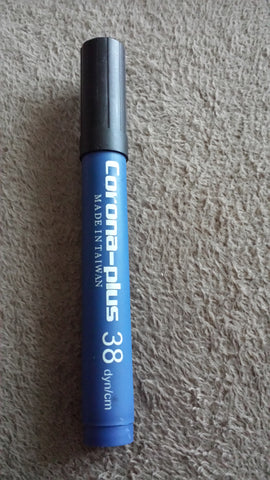 Corona-plus 38 dyn/cm
MADE IN TAIWAN